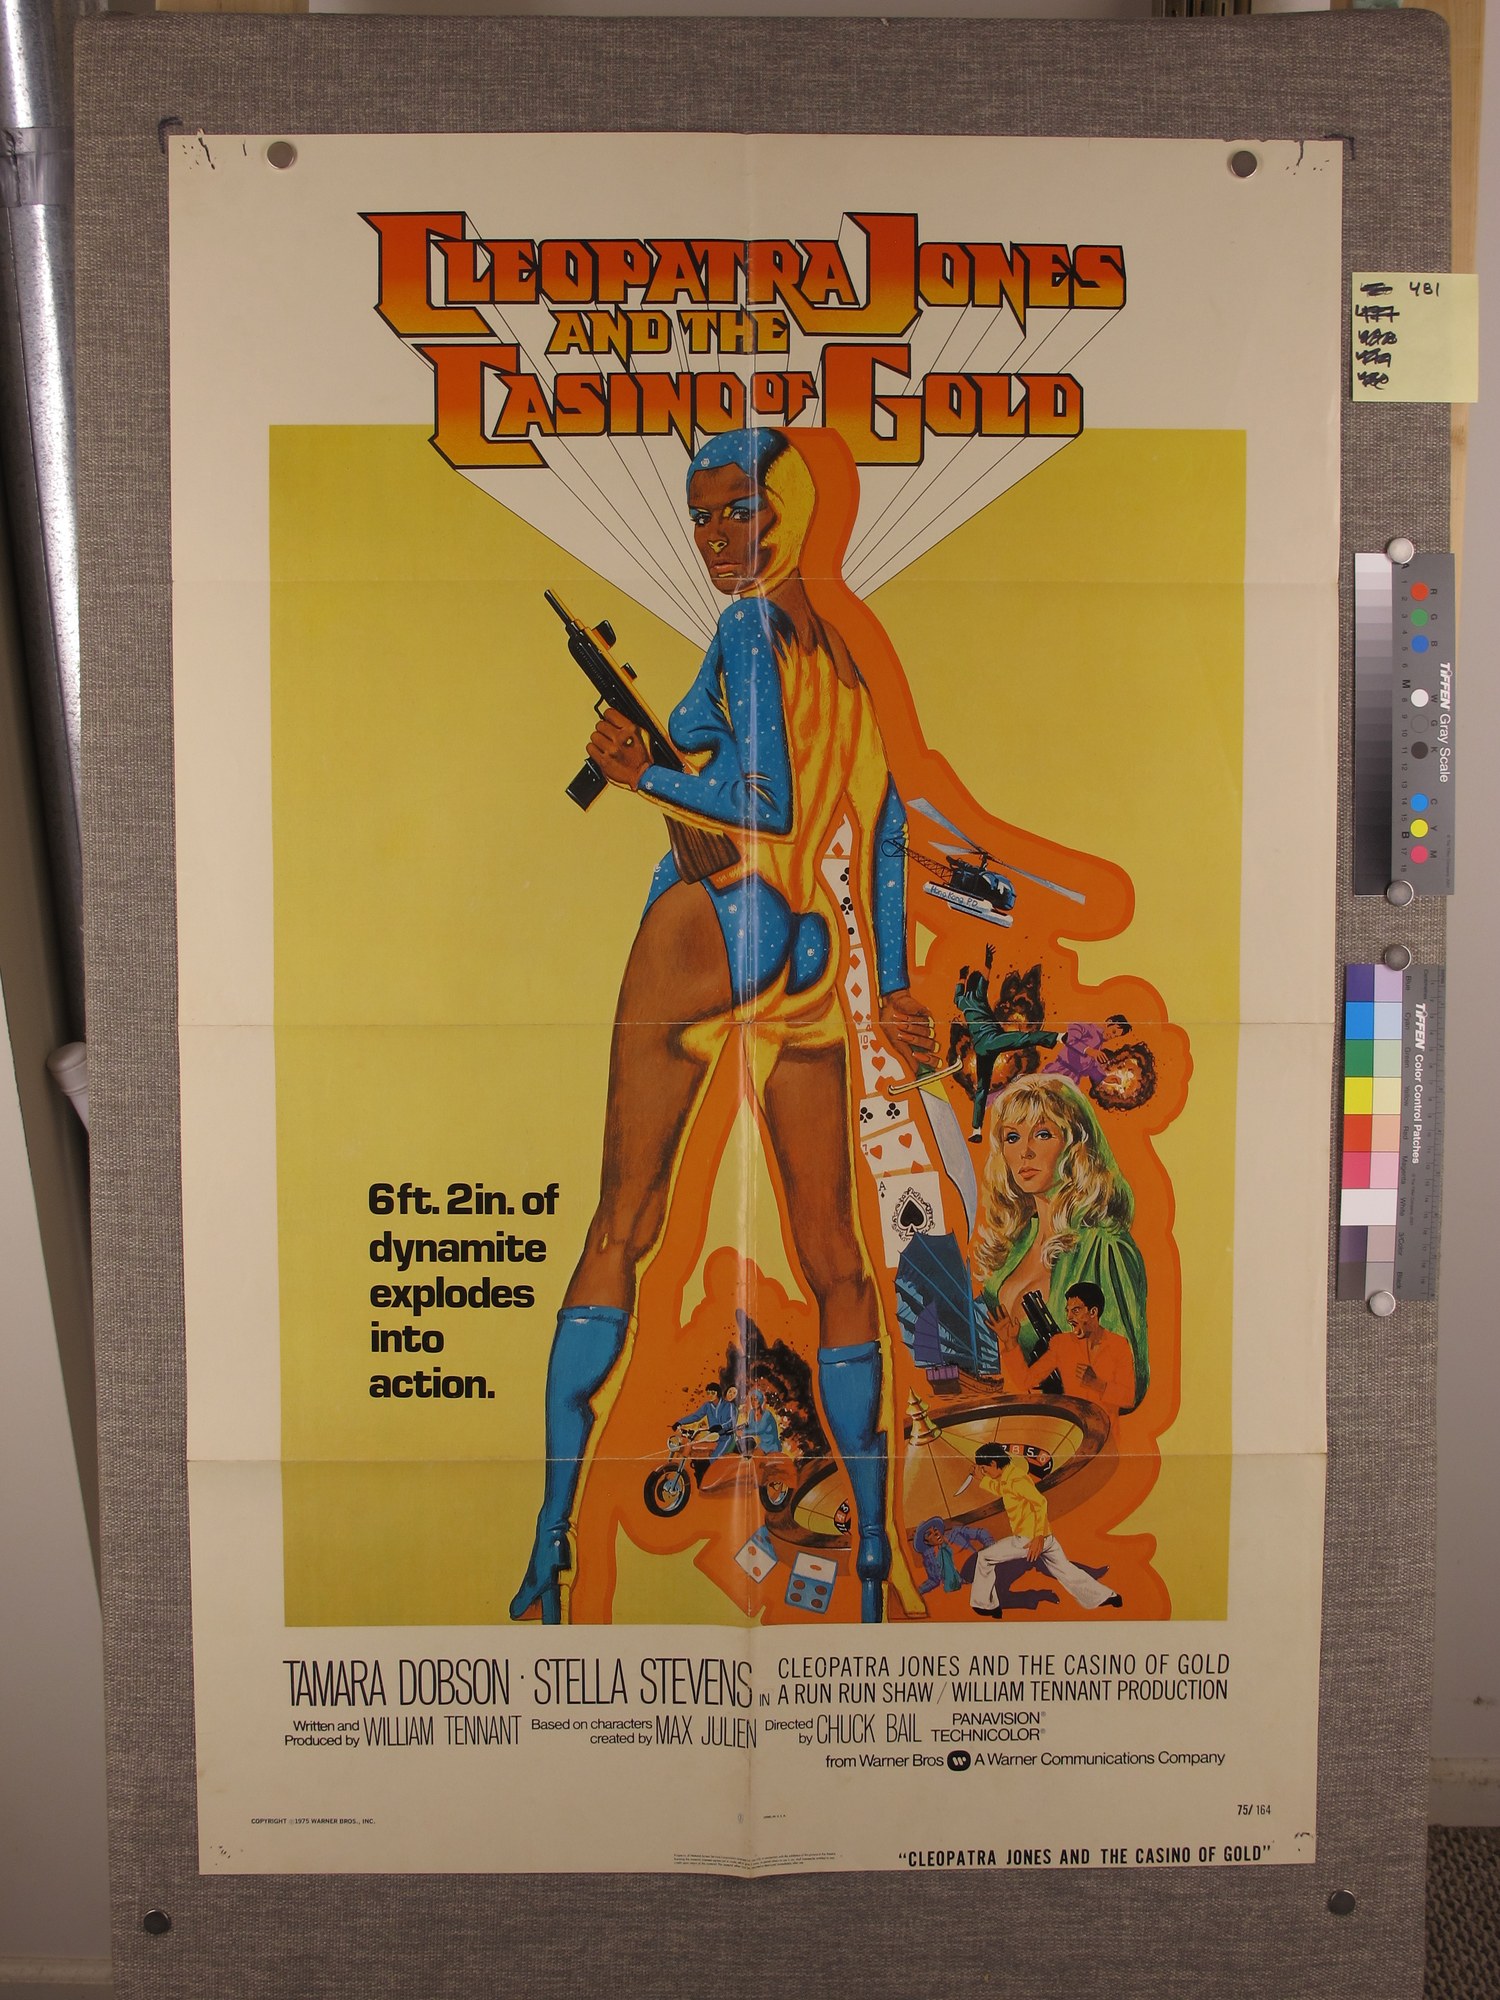 CLEOPATRA JONES
AND THE
CASINO OF GOLD
481
Hong Kong P.D.
10
7
A
6 ft. 2 in. of
dynamite
explodes
into
action.
TAMARA DOBSON · STELLA STEVENS IN
CLEOPATRA JONES AND THE CASINO OF GOLD
A RUN RUN SHAW / WILLIAM TENNANT PRODUCTION
Written and Produced by WILLIAM TENNANT
Based on characters created by MAX JULIEN
Directed by CHUCK BAIL
PANAVISION®
TECHNICOLOR®
from Warner Bros W A Warner Communications Company
COPYRIGHT © 1975 WARNER BROS., INC.
75/164
"CLEOPATRA JONES AND THE CASINO OF GOLD"
TIFFEN Gray Scale
R
G
B
W
G
K
C
Y
M
TIFFEN Color Control Patches